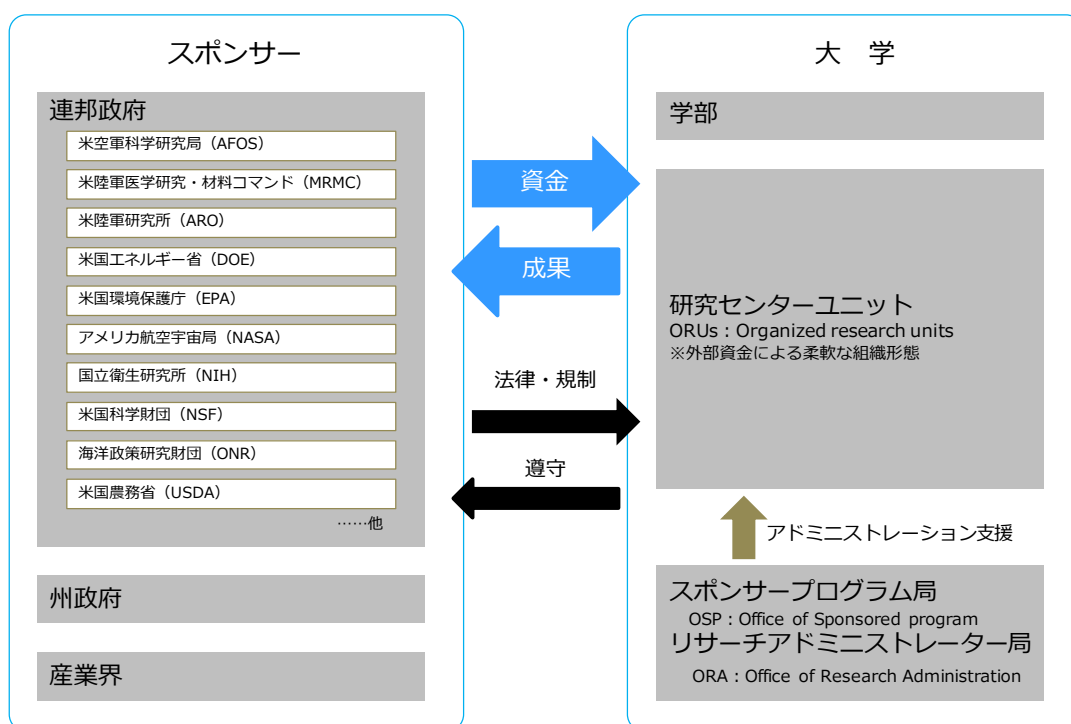 スポンサー
連邦政府
米空軍科学研究局（AFOS）
米陸軍医学研究・材料コマンド（MRMC）
米陸軍研究所（ARO）
米国エネルギー省（DOE）
米国環境保護庁（EPA）
アメリカ航空宇宙局（NASA）
国立衛生研究所（NIH）
米国科学財団（NSF）
海洋政策研究財団（ONR）
米国農務省（USDA）
……他
州政府
産業界
資金
成果
法律・規制
遵守
大　学
学部
研究センターユニット
ORUs：Organized research units
※外部資金による柔軟な組織形態
アドミニストレーション支援
スポンサープログラム局
OSP：Office of Sponsored program
リサーチアドミニストレーター局
ORA：Office of Research Administration